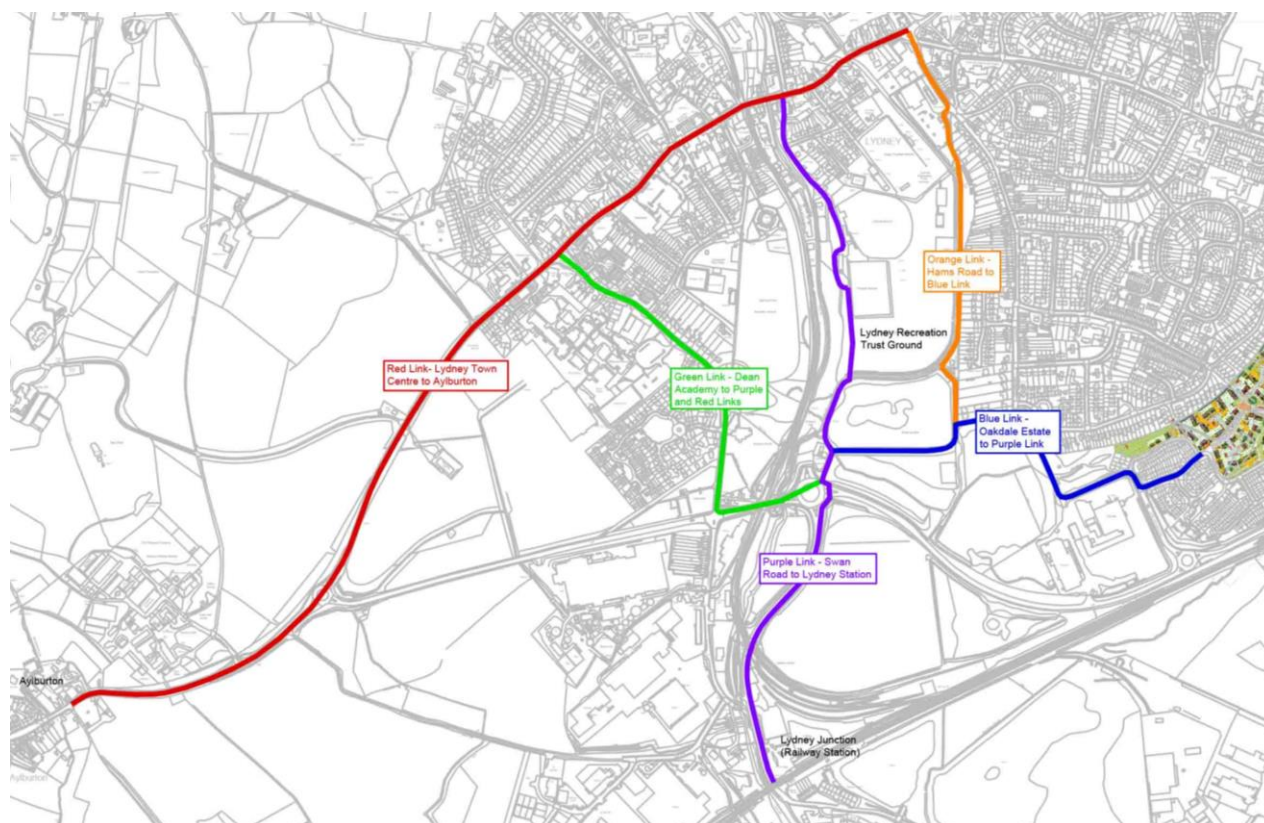 LYDNEY
Orange Link -
Hams Road to
Blue Link
Lydney Recreation
Trust Ground
Red Link- Lydney Town
Centre to Aylburton
Green Link - Dean
Academy to Purple
and Red Links
Blue Link -
Oakdale Estate
to Purple Link
Purple Link - Swan
Road to Lydney Station
Aylburton
Lydney Junction
(Railway Station)
Aylburton